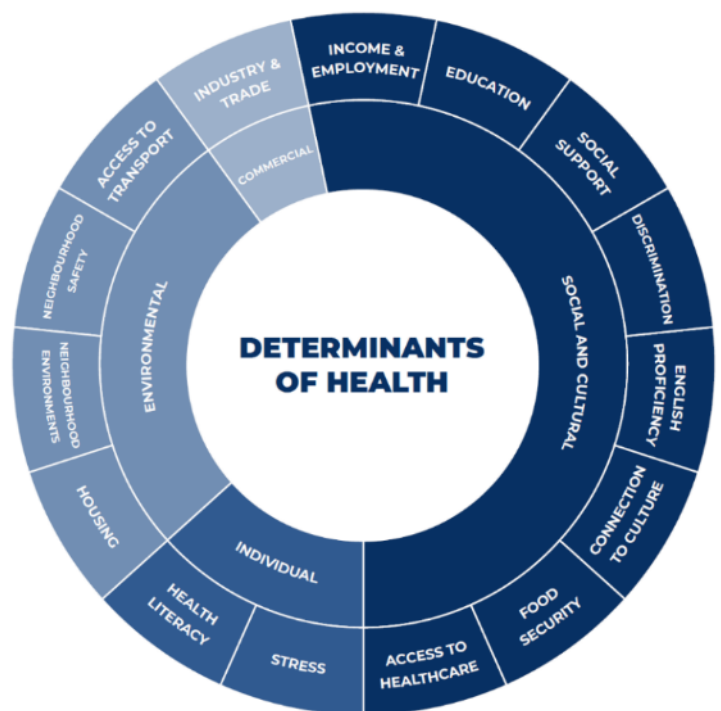 DETERMINANTS
OF HEALTH
COMMERCIAL
SOCIAL AND CULTURAL
INDIVIDUAL
ENVIRONMENTAL
INDUSTRY &
TRADE
INCOME &
EMPLOYMENT
EDUCATION
SOCIAL
SUPPORT
DISCRIMINATION
ENGLISH
PROFICIENCY
CONNECTION
TO CULTURE
FOOD
SECURITY
ACCESS TO
HEALTHCARE
STRESS
HEALTH
LITERACY
HOUSING
NEIGHBOURHOOD
ENVIRONMENTS
NEIGHBOURHOOD
SAFETY
ACCESS TO
TRANSPORT